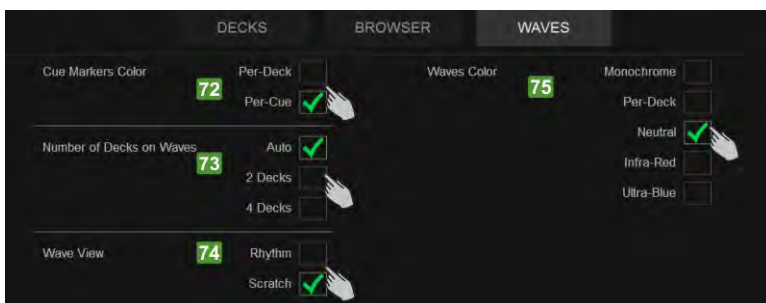 DECKS BROWSER WAVES
Cue Markers Color 72 Per-Deck
Per-Cue
Number of Decks on Waves 73 Auto
2 Decks
4 Decks
Wave View 74 Rhythm
Scratch
Waves Color 75 Monochrome
Per-Deck
Neutral
Infra-Red
Ultra-Blue